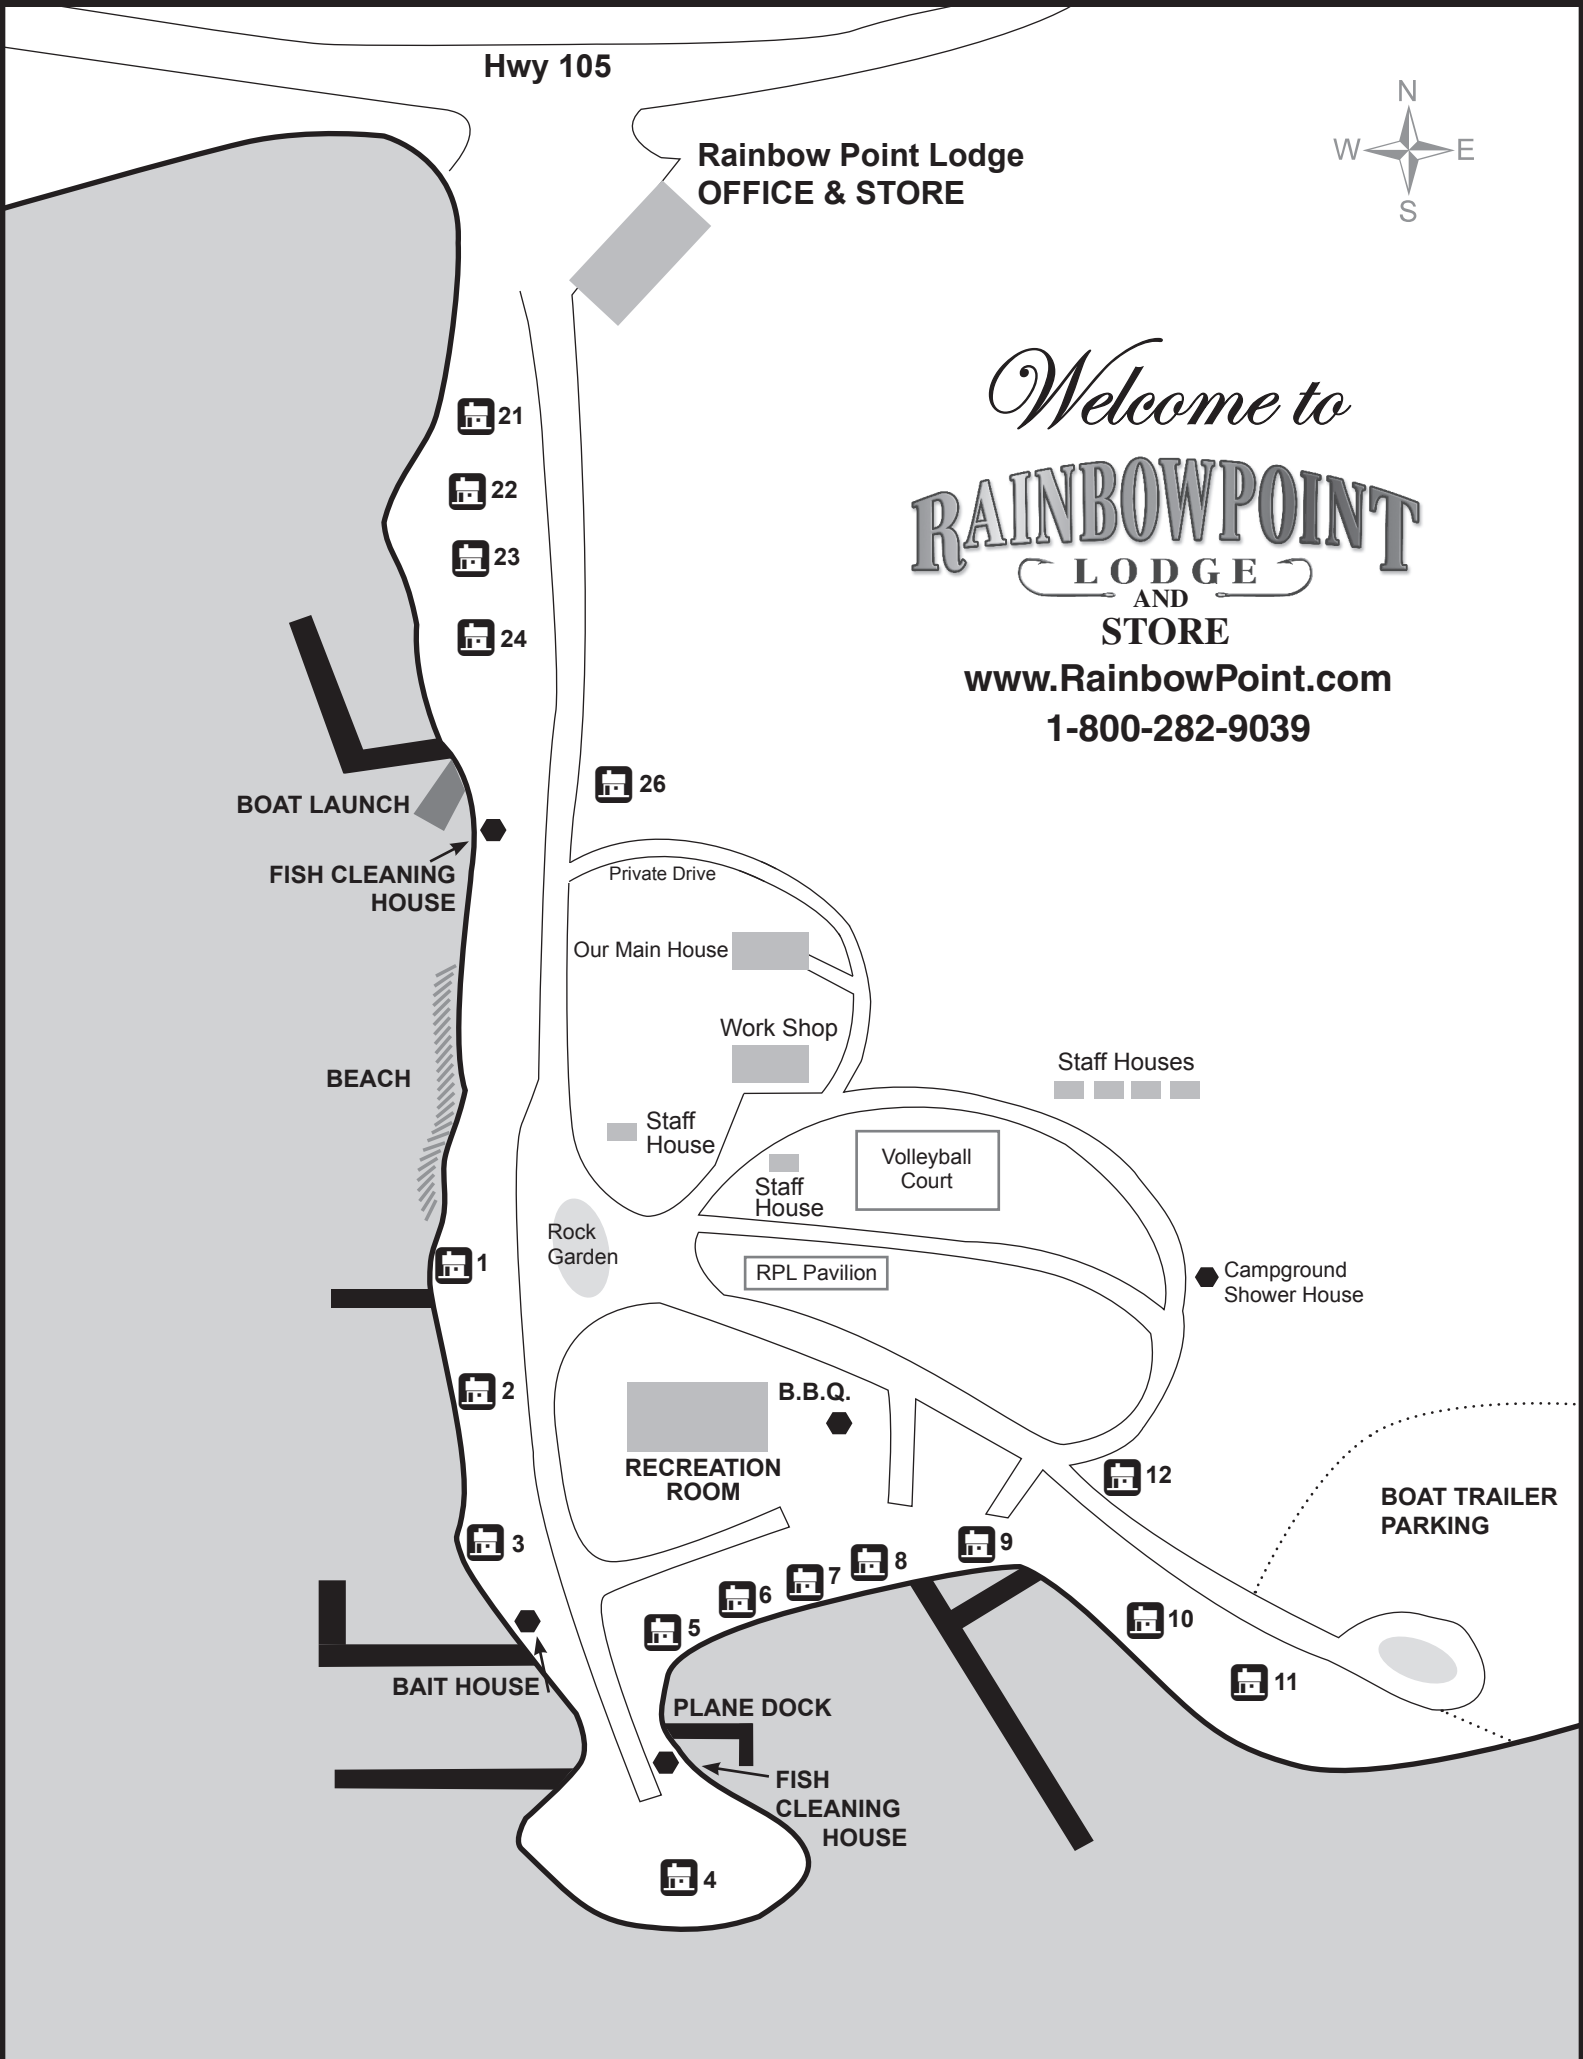 Hwy 105
N
W E
S
Rainbow Point Lodge
OFFICE & STORE
Welcome to
RAINBOWPOINT
LODGE
AND
STORE
www.RainbowPoint.com
1-800-282-9039
21
22
23
24
26
BOAT LAUNCH
FISH CLEANING
HOUSE
Private Drive
Our Main House
Work Shop
Staff Houses
BEACH
Staff
House
Volleyball
Court
Staff
House
Rock
Garden
1
RPL Pavilion
Campground
Shower House
2
B.B.Q.
RECREATION
ROOM
12
BOAT TRAILER
PARKING
3
9
8
7
6
5
10
11
BAIT HOUSE
PLANE DOCK
FISH
CLEANING
HOUSE
4